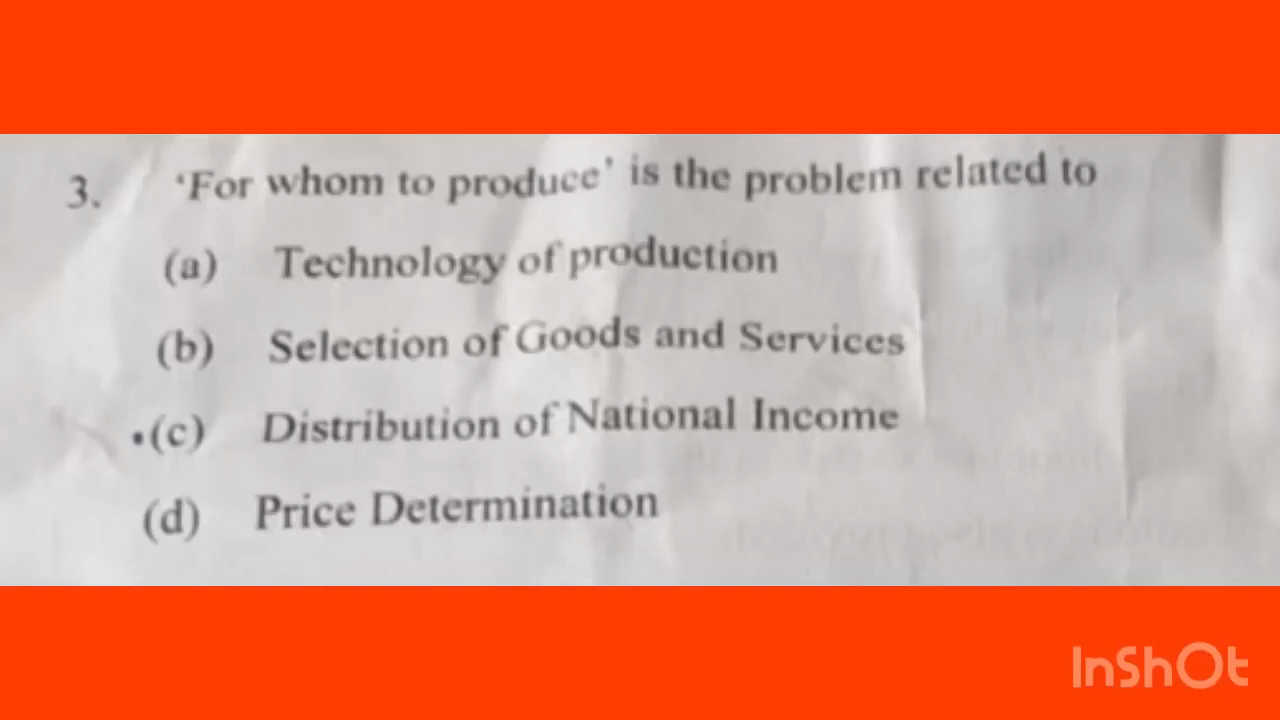 3. 'For whom to produce' is the problem related to
(a) Technology of production
(b) Selection of Goods and Services
(c) Distribution of National Income
(d) Price Determination
InShOt